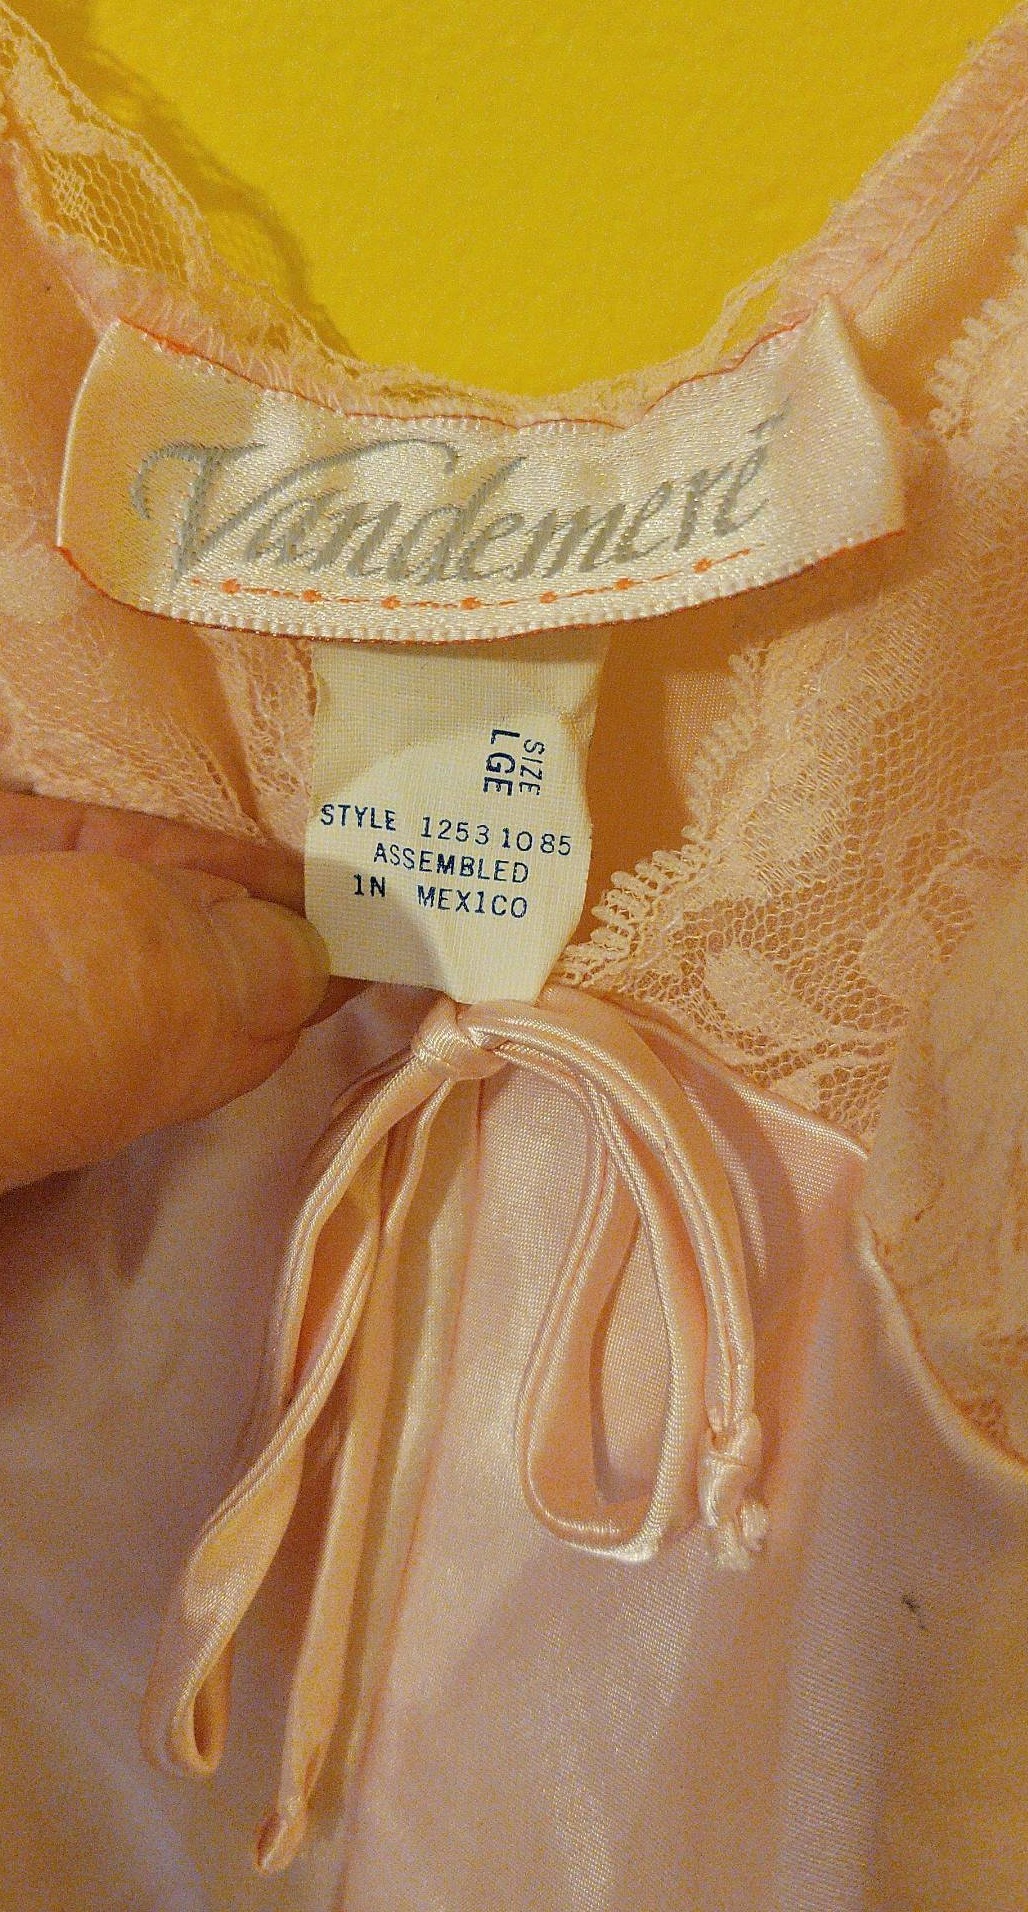 Vandemere
SIZE
LGE
STYLE 1253 1085
ASSEMBLED
IN MEXICO